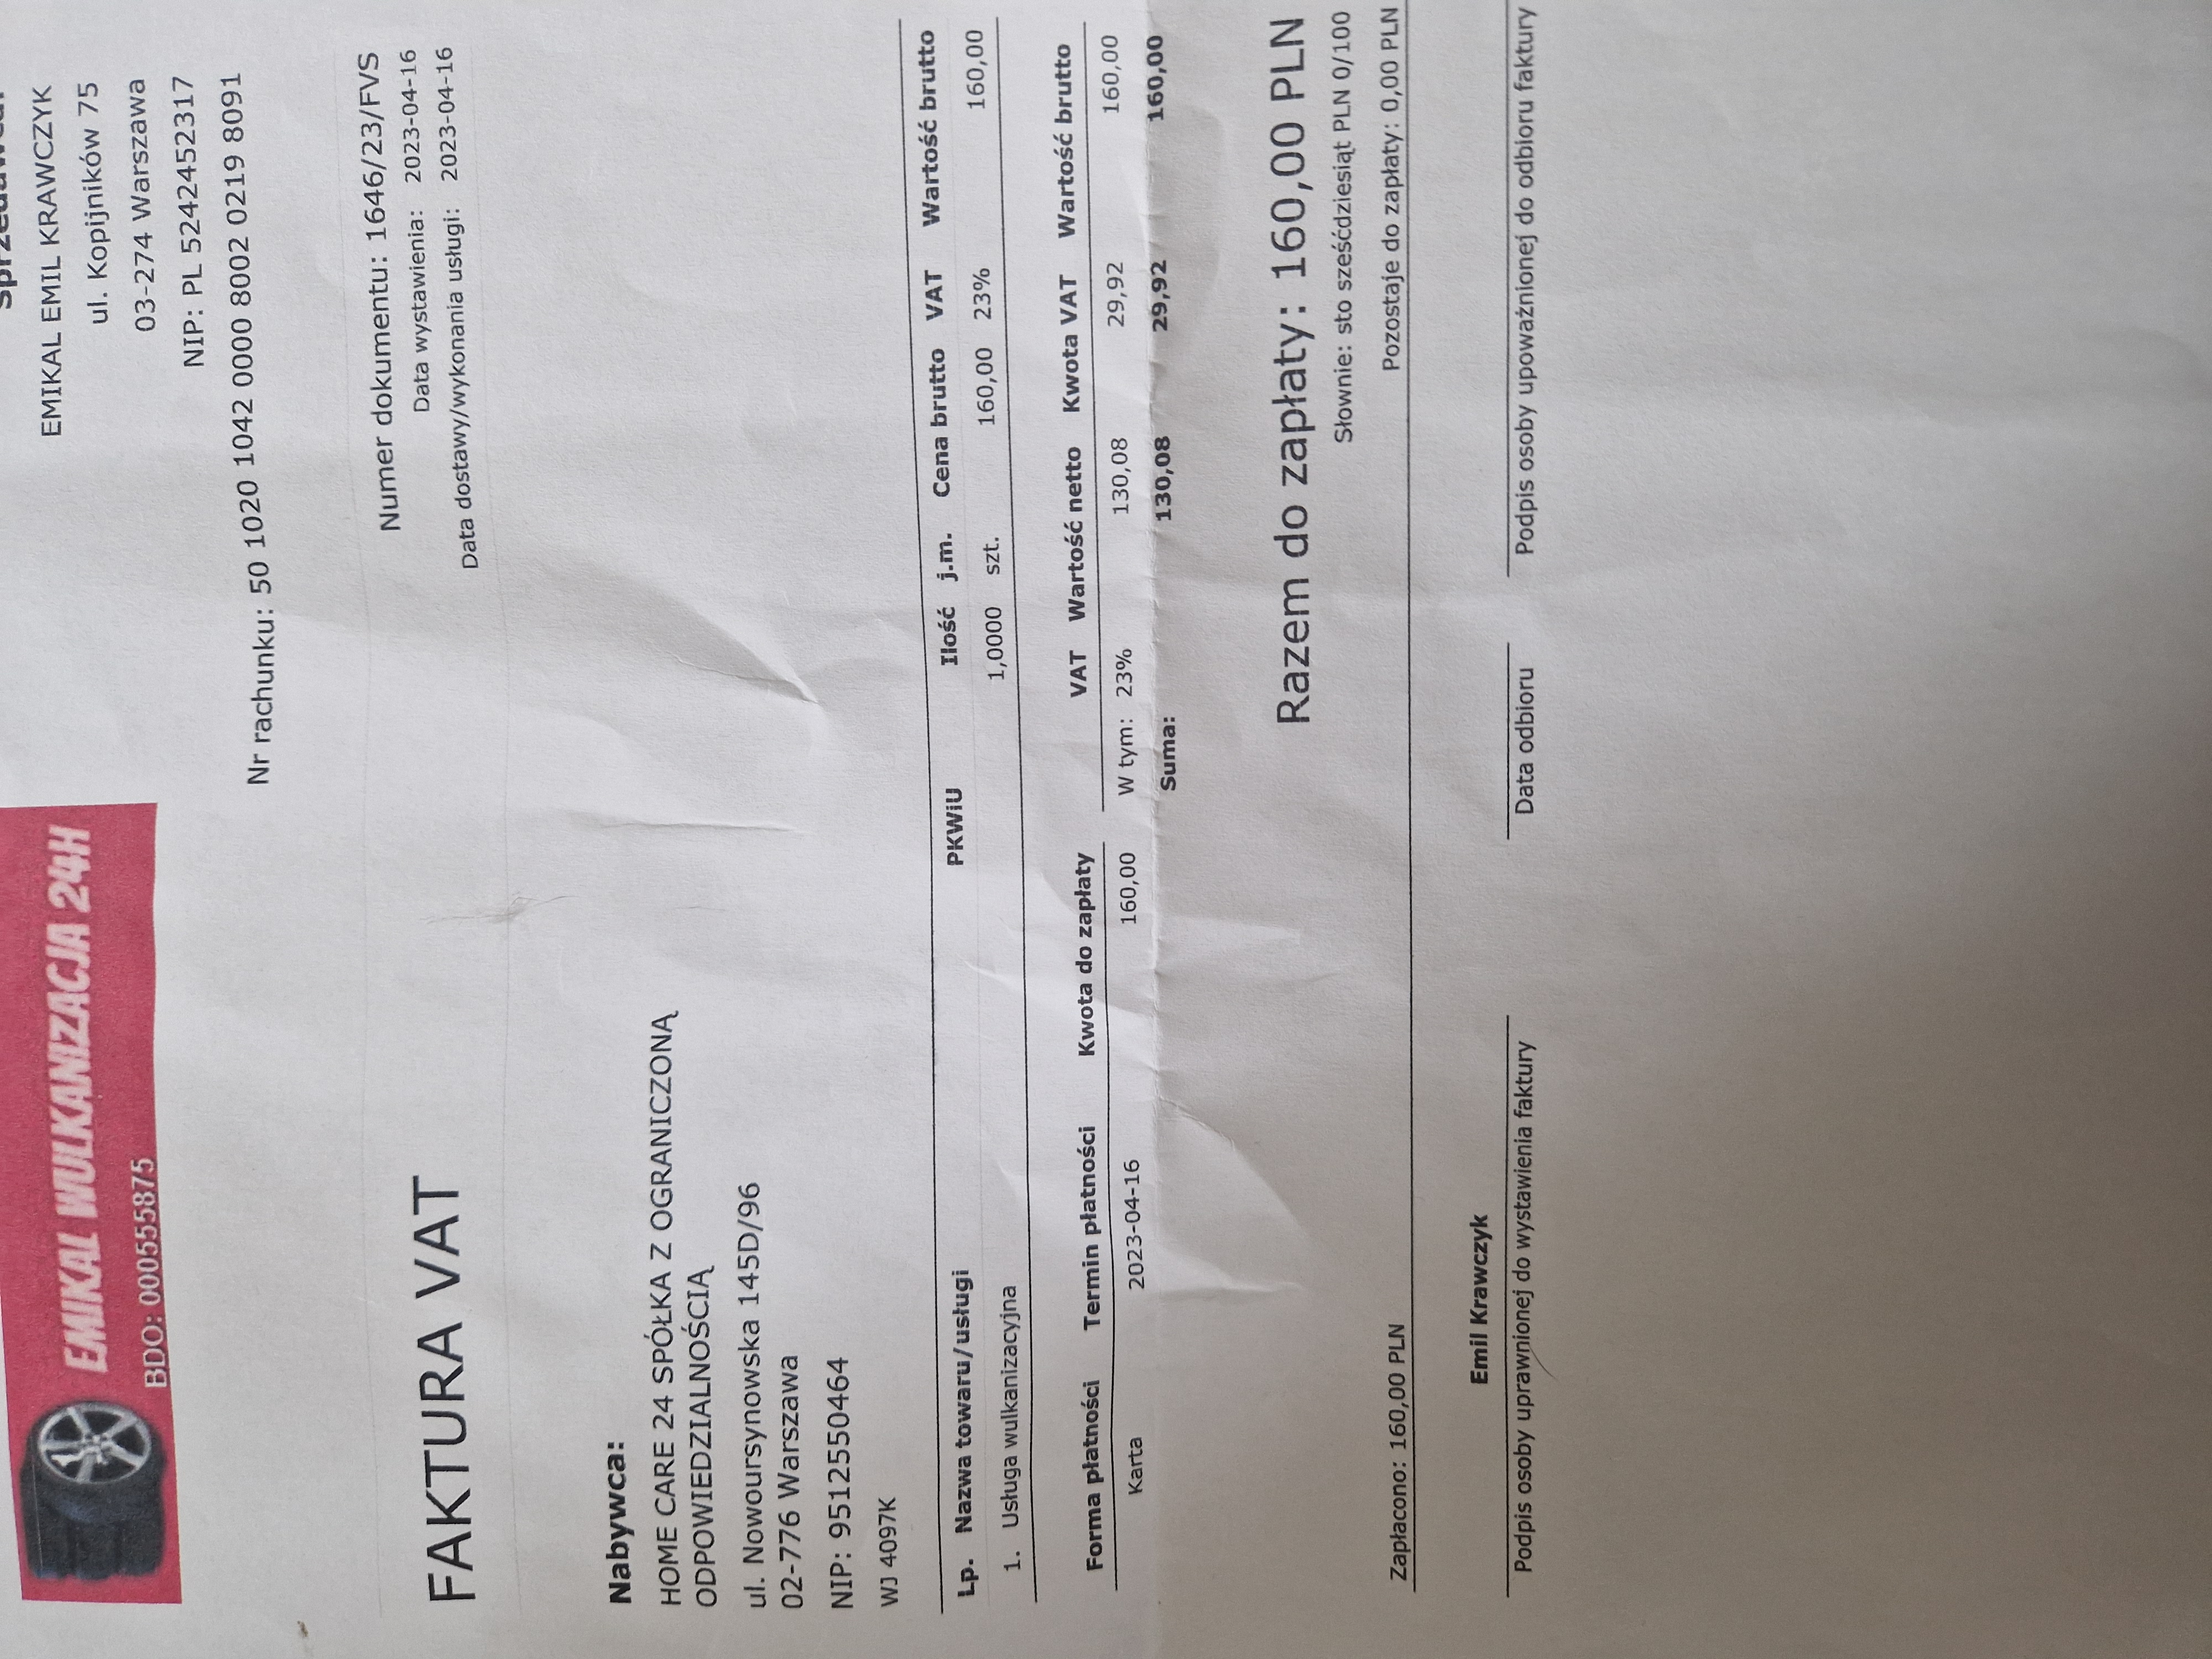 EMIKAL WULKANIZACJA 24H
BDO: 000555875
Sprzedawca:
EMIKAL EMIL KRAWCZYK
ul. Kopijników 75
03-274 Warszawa
NIP: PL 5242452317
Nr rachunku: 50 1020 1042 0000 8002 0219 8091
FAKTURA VAT
Numer dokumentu: 1646/23/FVS
Data wystawienia: 2023-04-16
Data dostawy/wykonania usługi: 2023-04-16
Nabywca:
HOME CARE 24 SPÓŁKA Z OGRANICZONĄ
ODPOWIEDZIALNOŚCIĄ
ul. Nowoursynowska 145D/96
02-776 Warszawa
NIP: 9512550464
WJ 4097K
Lp. Nazwa towaru/usługi PKWiU Ilość j.m. Cena brutto VAT Wartość brutto
1. Usługa wulkanizacyjna 1,0000 szt. 160,00 23% 160,00
Forma płatności Termin płatności Kwota do zapłaty
Karta 2023-04-16 160,00
VAT Wartość netto Kwota VAT Wartość brutto
W tym: 23% 130,08 29,92 160,00
Suma: 130,08 29,92 160,00
Razem do zapłaty: 160,00 PLN
Słownie: sto sześćdziesiąt PLN 0/100
Zapłacono: 160,00 PLN
Pozostaje do zapłaty: 0,00 PLN
Emil Krawczyk
Podpis osoby uprawnionej do wystawienia faktury
Data odbioru
Podpis osoby upoważnionej do odbioru faktury